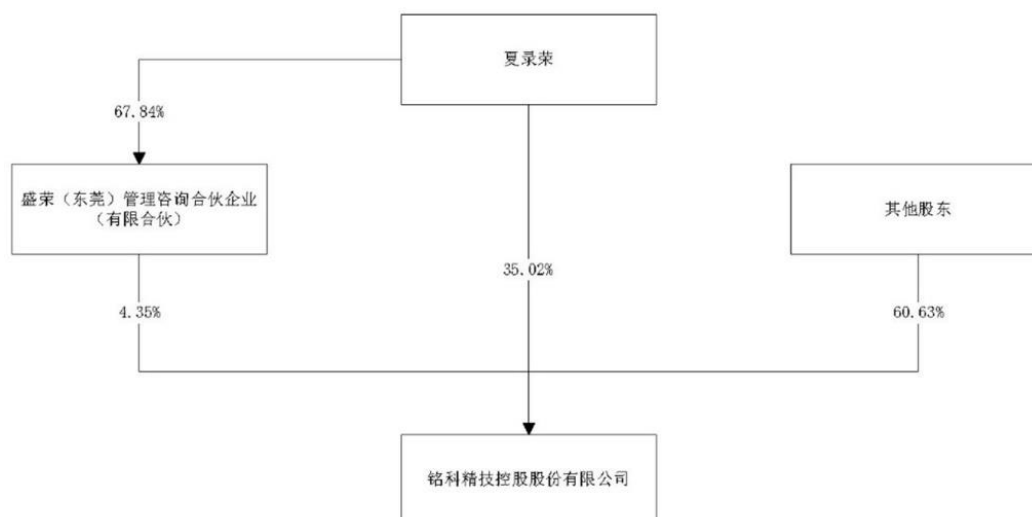 夏录荣
67.84%
盛荣（东莞）管理咨询合伙企业
（有限合伙）
其他股东
35.02%
4.35%
60.63%
铭科精技控股股份有限公司